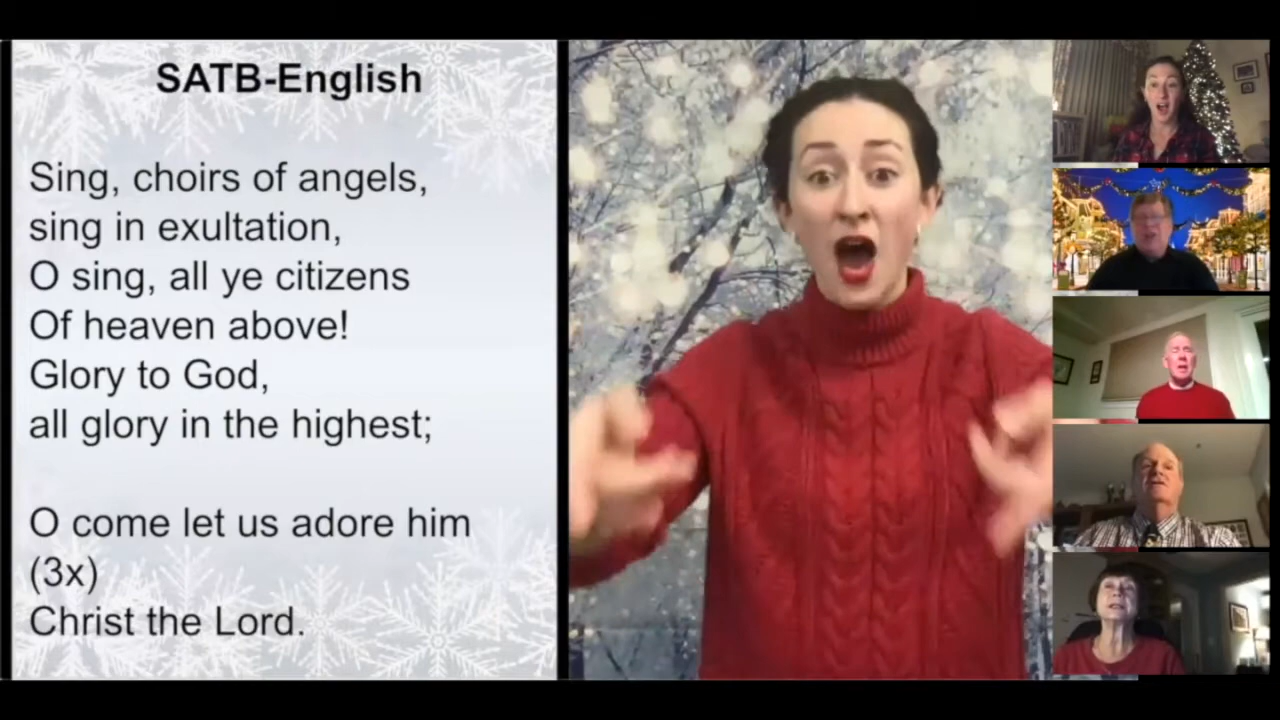 SATB-English
Sing, choirs of angels,
sing in exultation,
O sing, all ye citizens
Of heaven above!
Glory to God,
all glory in the highest;
O come let us adore him
(3x)
Christ the Lord.